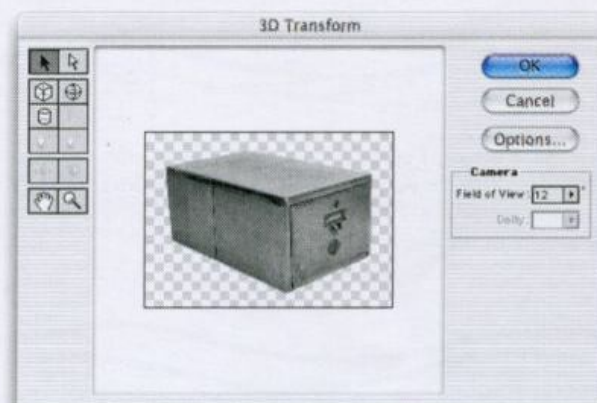 3D Transform
OK
Cancel
Options...
Camera
Field of View: 12 °
Dolly: